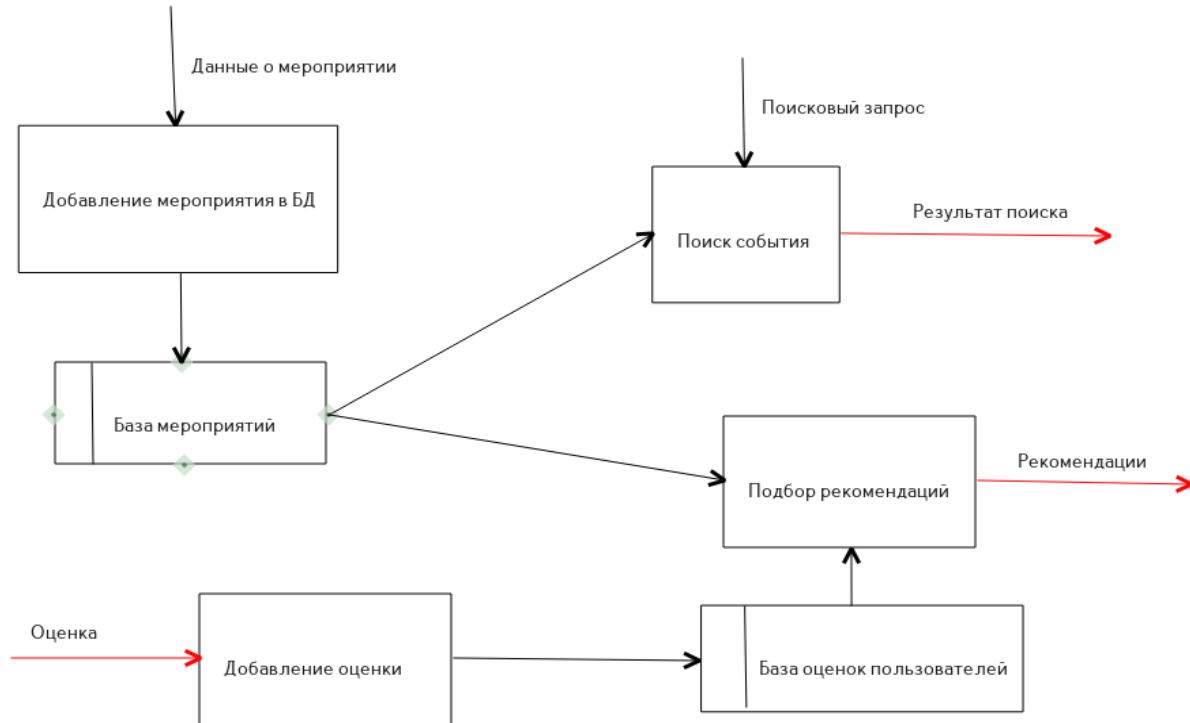 Данные о мероприятии
Поисковый запрос
Добавление мероприятия в БД
Результат поиска
Поиск события
База мероприятий
Рекомендации
Подбор рекомендаций
Оценка
Добавление оценки
База оценок пользователей